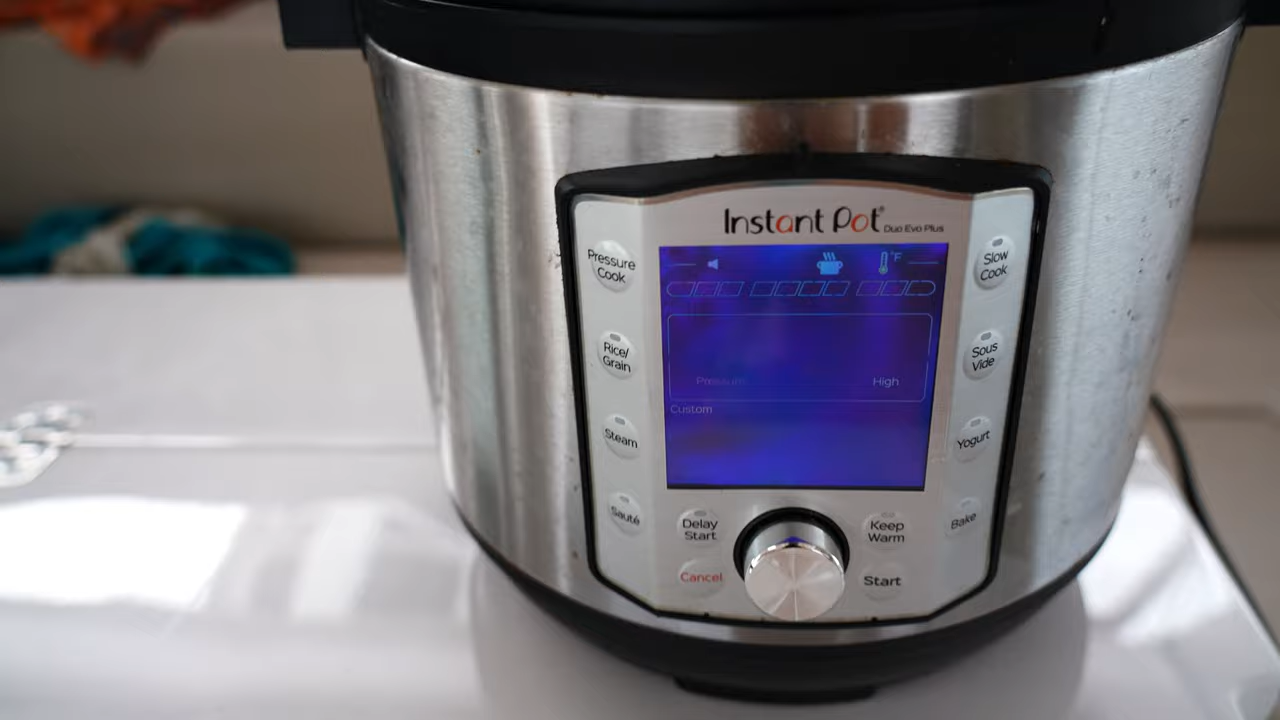 Instant Pot® Duo Evo Plus
Pressure
Cook
Slow
Cook
°F
Rice/
Grain
Sous
Vide
Pressure
High
Custom
Steam
Yogurt
Sauté
Delay
Start
Keep
Warm
Bake
Cancel
Start